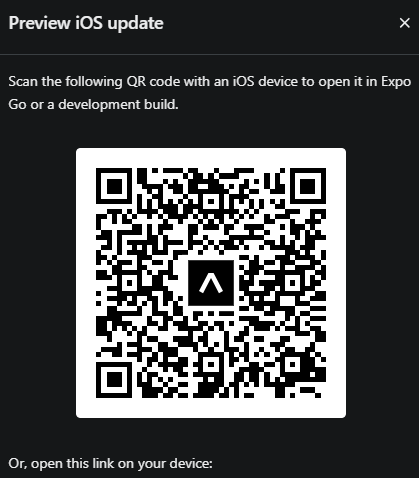 Preview iOS update
Scan the following QR code with an iOS device to open it in Expo
Go or a development build.
Or, open this link on your device: